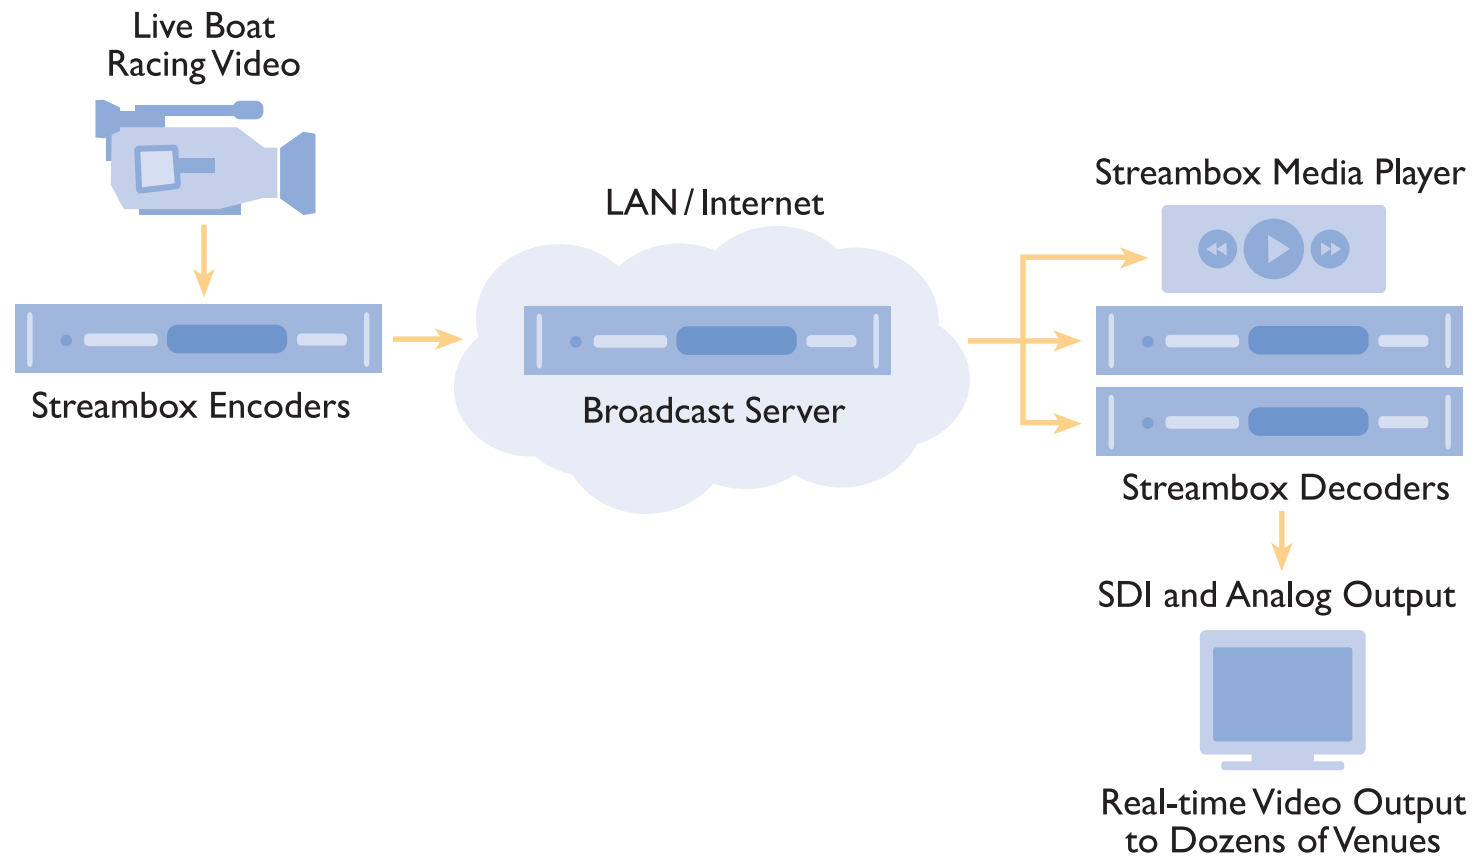 Live Boat
Racing Video
Streambox Encoders
LAN / Internet
Broadcast Server
Streambox Media Player
Streambox Decoders
SDI and Analog Output
Real-time Video Output
to Dozens of Venues